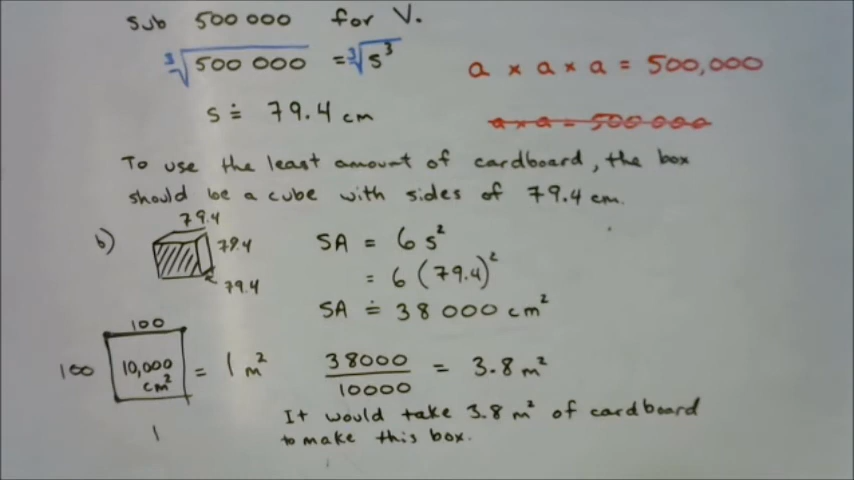 Sub 500 000 for V.
∛500 000 = ∛s³
a × a × a = 500,000
s ≐ 79.4 cm
a × a = 500 000
To use the least amount of cardboard, the box
should be a cube with sides of 79.4 cm.
b)
79.4
79.4
79.4
SA = 6 s²
= 6 (79.4)²
SA ≐ 38 000 cm²
100
100
10,000
cm²
= 1 m²
38000/10000 = 3.8 m²
1
It would take 3.8 m² of cardboard
to make this box.